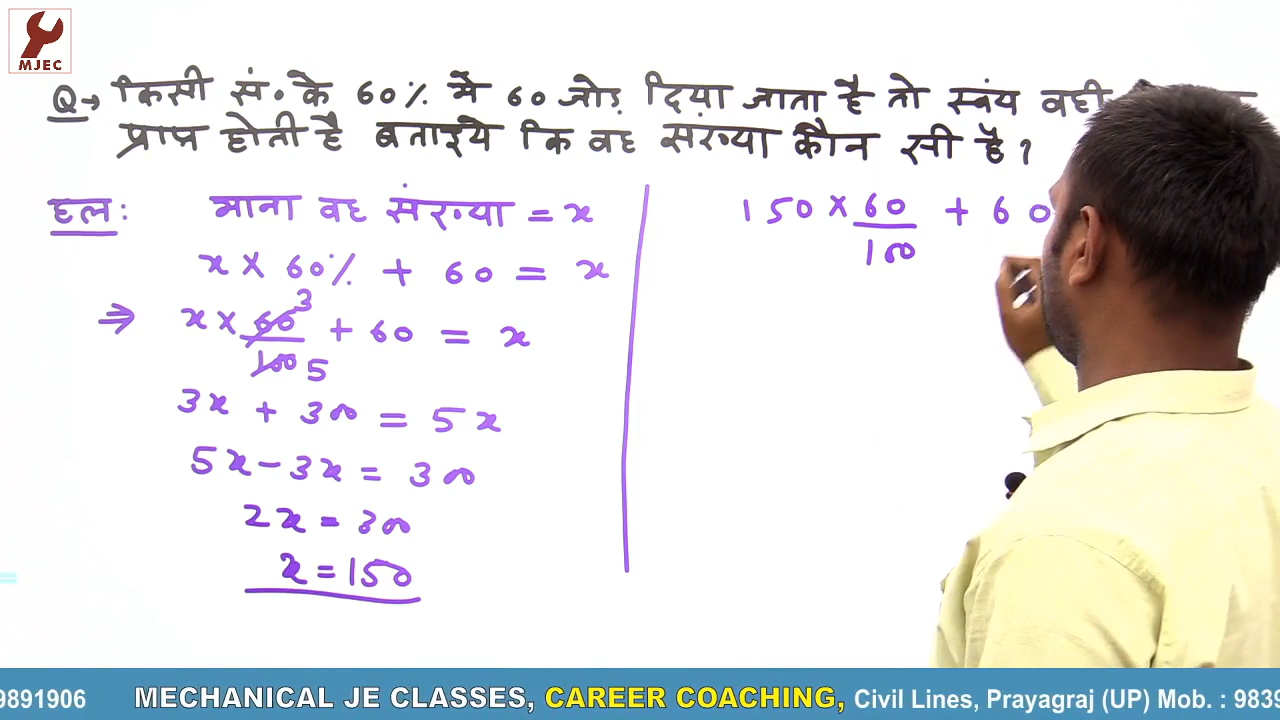 MJEC
Q→ किसी सं. के 60% में 60 जोड़ दिया जाता है तो स्वंय वही
प्राप्त होती है बताइये कि वह संख्या कौन सी है?
हल:
माना वह संख्या = x
x × 60% + 60 = x
⇒ x × 60 3 / 100 5 + 60 = x
3x + 300 = 5x
5x - 3x = 300
2x = 300
x = 150
150 × 60 / 100 + 60
9891906 MECHANICAL JE CLASSES, CAREER COACHING, Civil Lines, Prayagraj (UP) Mob. : 9839